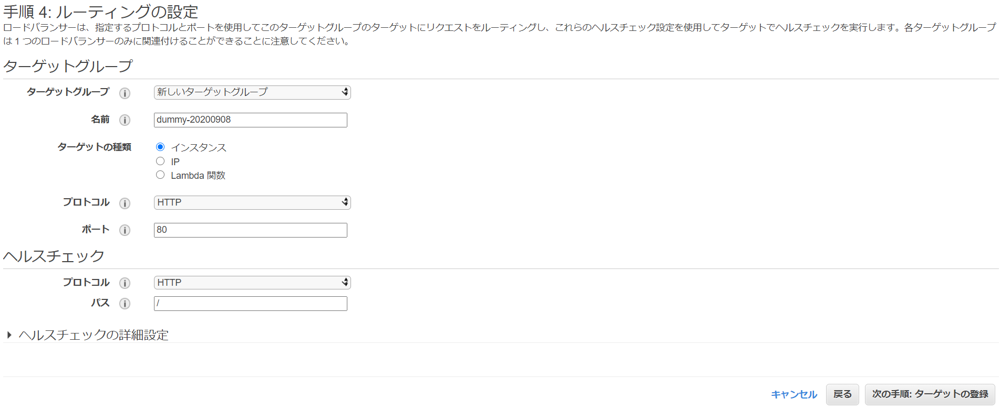 手順 4: ルーティングの設定
ロードバランサーは、指定するプロトコルとポートを使用してこのターゲットグループのターゲットにリクエストをルーティングし、これらのヘルスチェック設定を使用してターゲットでヘルスチェックを実行します。各ターゲットグループ
は 1 つのロードバランサーのみに関連付けることができることに注意してください。
ターゲットグループ
ターゲットグループ i 新しいターゲットグループ
名前 i dummy-20200908
ターゲットの種類 インスタンス
IP
Lambda 関数
プロトコル i HTTP
ポート i 80
ヘルスチェック
プロトコル i HTTP
パス i /
ヘルスチェックの詳細設定
キャンセル 戻る 次の手順: ターゲットの登録